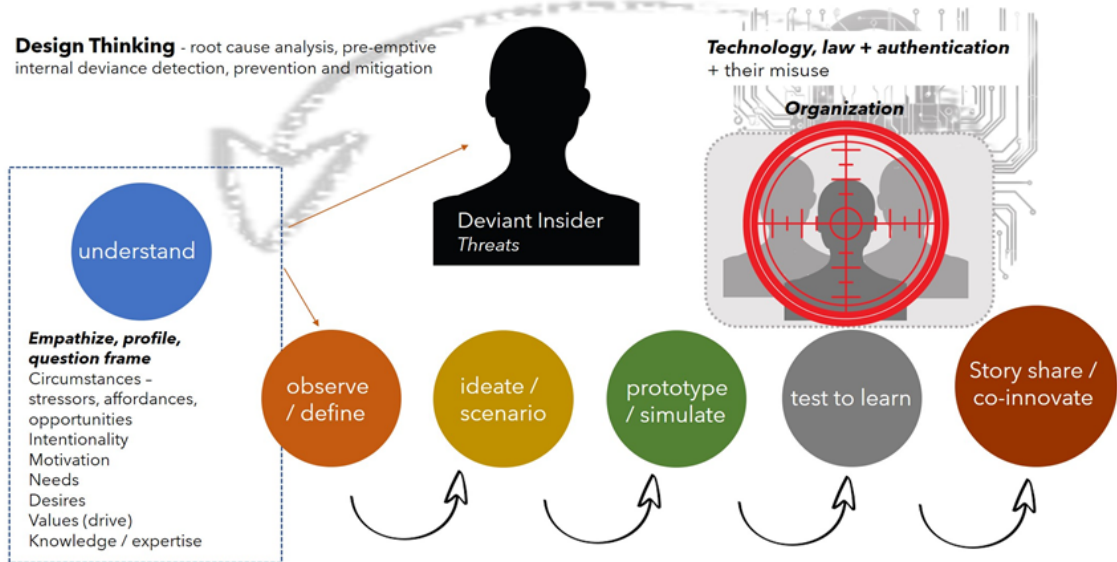 Design Thinking - root cause analysis, pre-emptive
internal deviance detection, prevention and mitigation
Technology, law + authentication
+ their misuse
Organization
Deviant Insider
Threats
understand
Empathize, profile,
question frame
Circumstances –
stressors, affordances,
opportunities
Intentionality
Motivation
Needs
Desires
Values (drive)
Knowledge / expertise
observe
/ define
ideate /
scenario
prototype
/ simulate
test to learn
Story share /
co-innovate